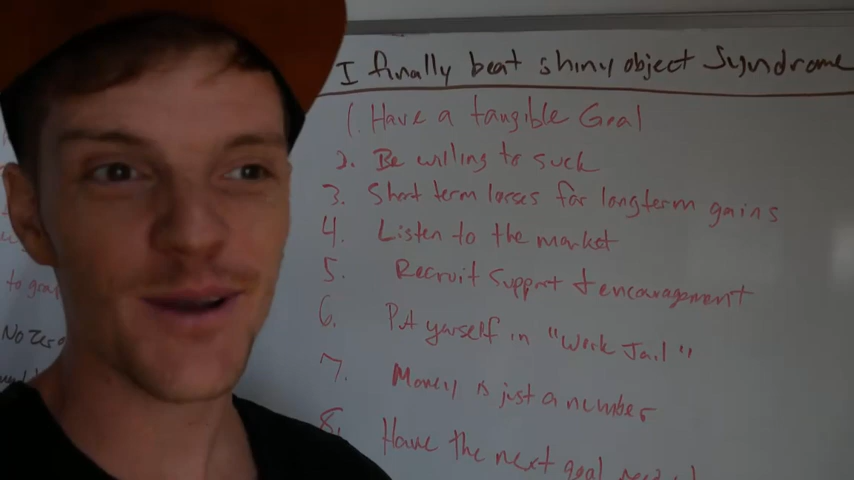 I finally beat shiny object Syndrome
1. Have a tangible Goal
2. Be willing to suck
3. Short term losses for longterm gains
4. Listen to the market
5. Recruit Support & encouragement
6. Put yourself in "Work Jail"
7. Money is just a number
8. Have the next goal
No Zero